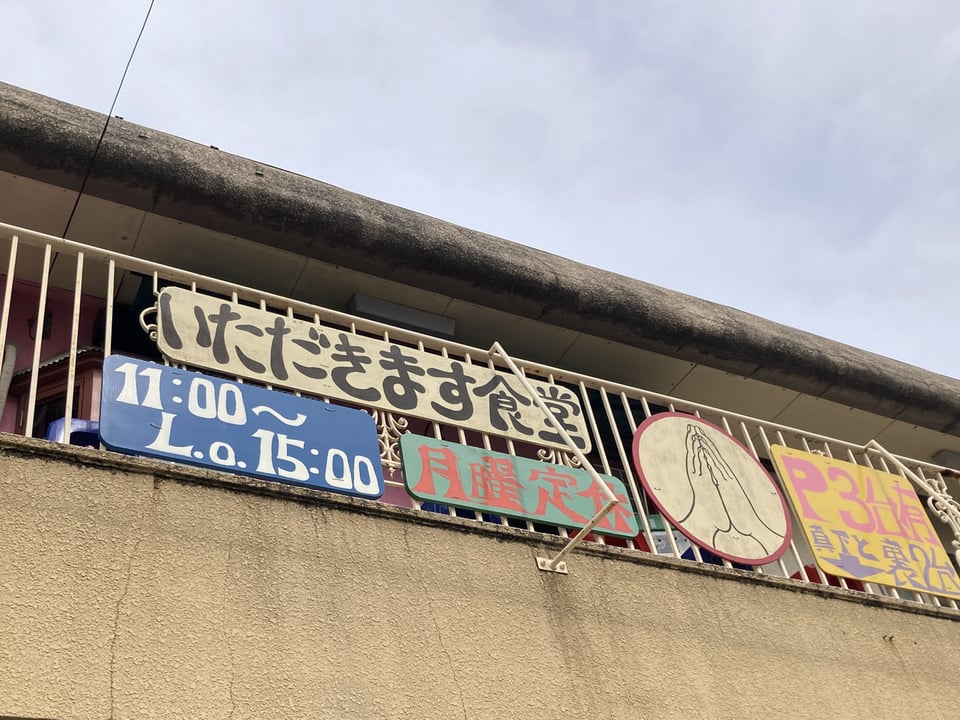 いただきます食堂
11:00〜
L.o.15:00
月曜定休
P3台有
真下と裏2台